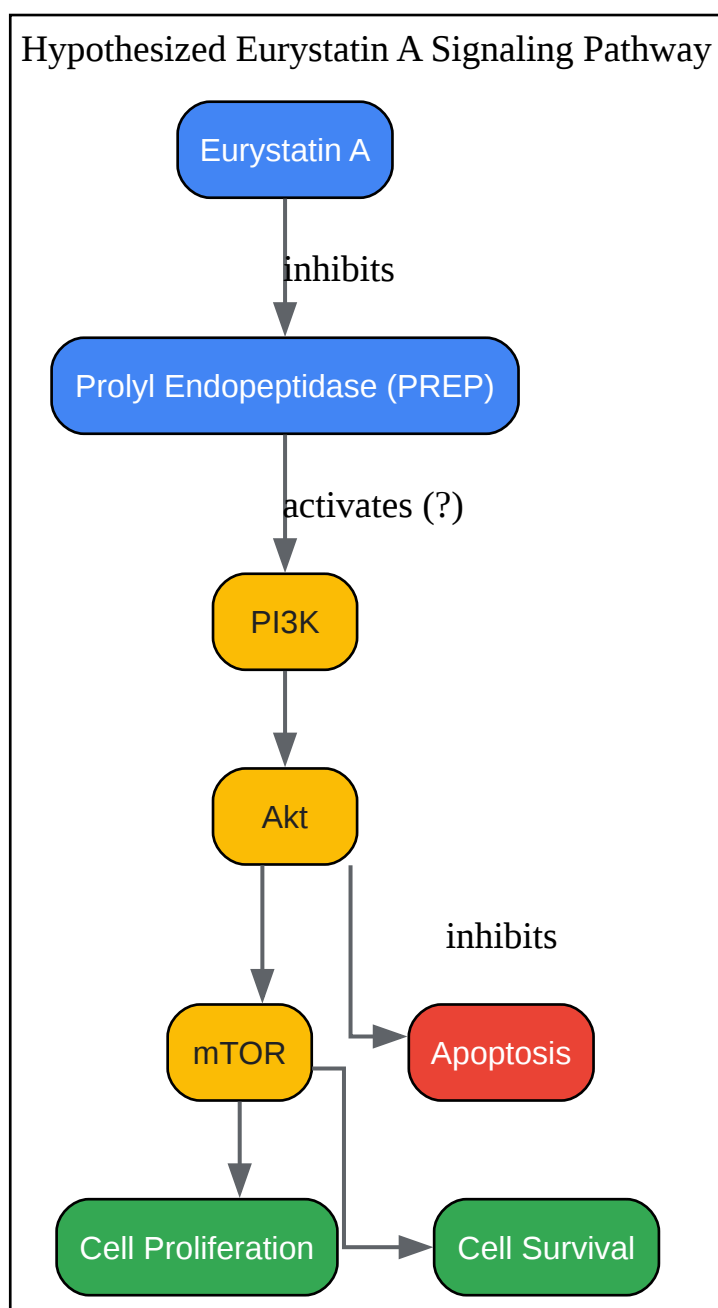 Hypothesized Eurystatin A Signaling Pathway
Eurystatin A
inhibits
Prolyl Endopeptidase (PREP)
activates (?)
PI3K
Akt
inhibits
mTOR
Apoptosis
Cell Proliferation
Cell Survival